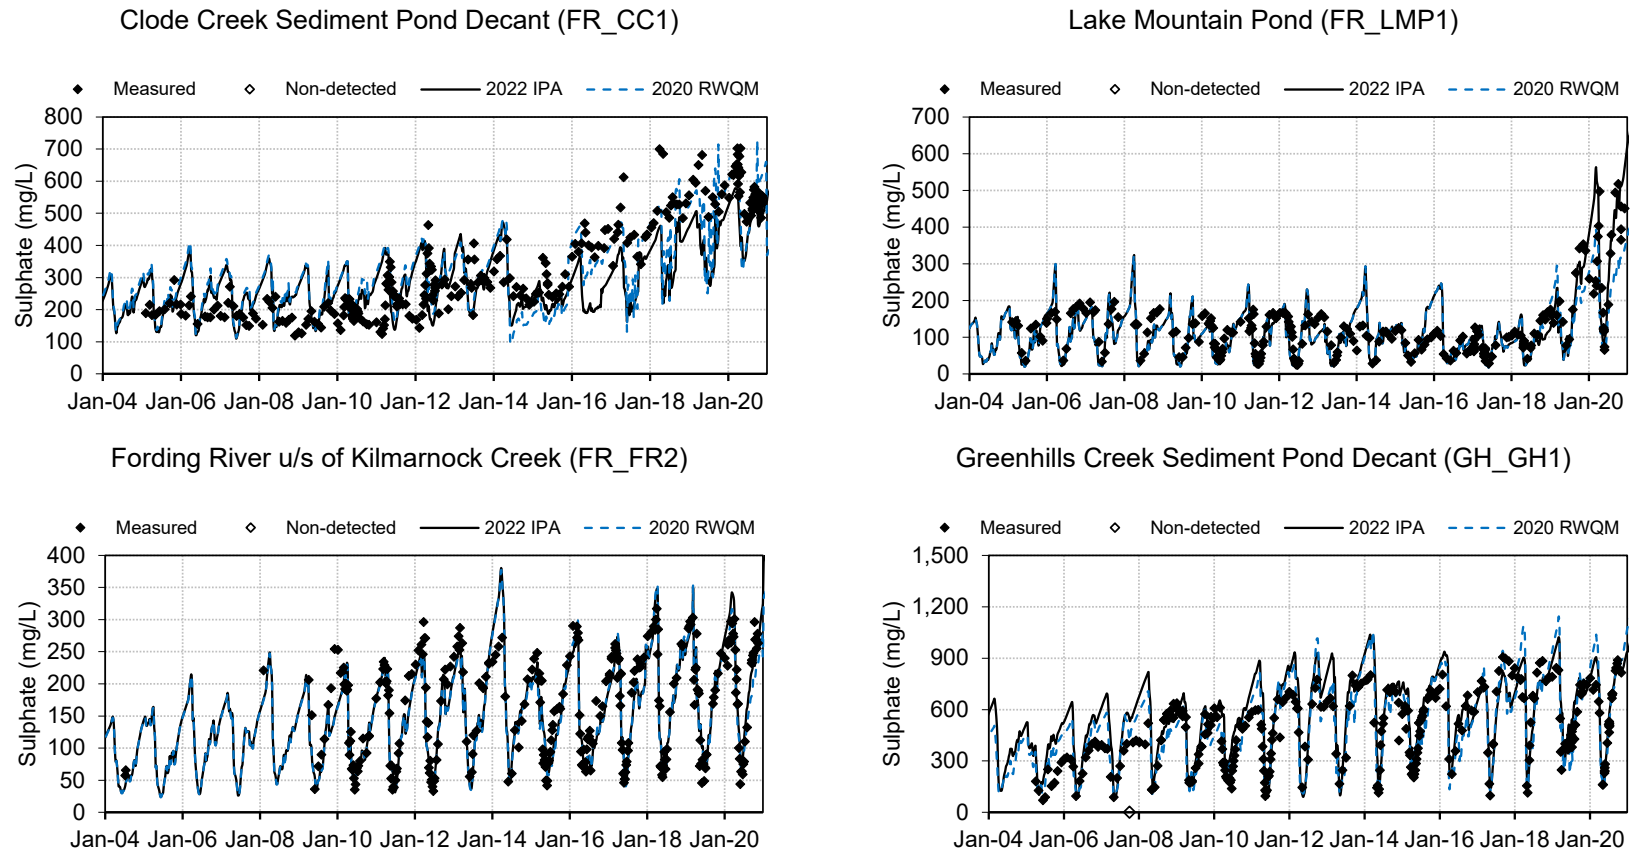 Clode Creek Sediment Pond Decant (FR_CC1)
Measured Non-detected 2022 IPA 2020 RWQM
Sulphate (mg/L)
800
700
600
500
400
300
200
100
0
Jan-04 Jan-06 Jan-08 Jan-10 Jan-12 Jan-14 Jan-16 Jan-18 Jan-20
Lake Mountain Pond (FR_LMP1)
Measured Non-detected 2022 IPA 2020 RWQM
Sulphate (mg/L)
700
600
500
400
300
200
100
0
Jan-04 Jan-06 Jan-08 Jan-10 Jan-12 Jan-14 Jan-16 Jan-18 Jan-20
Fording River u/s of Kilmarnock Creek (FR_FR2)
Measured Non-detected 2022 IPA 2020 RWQM
Sulphate (mg/L)
400
350
300
250
200
150
100
50
0
Jan-04 Jan-06 Jan-08 Jan-10 Jan-12 Jan-14 Jan-16 Jan-18 Jan-20
Greenhills Creek Sediment Pond Decant (GH_GH1)
Measured Non-detected 2022 IPA 2020 RWQM
Sulphate (mg/L)
1,500
1,200
900
600
300
0
Jan-04 Jan-06 Jan-08 Jan-10 Jan-12 Jan-14 Jan-16 Jan-18 Jan-20